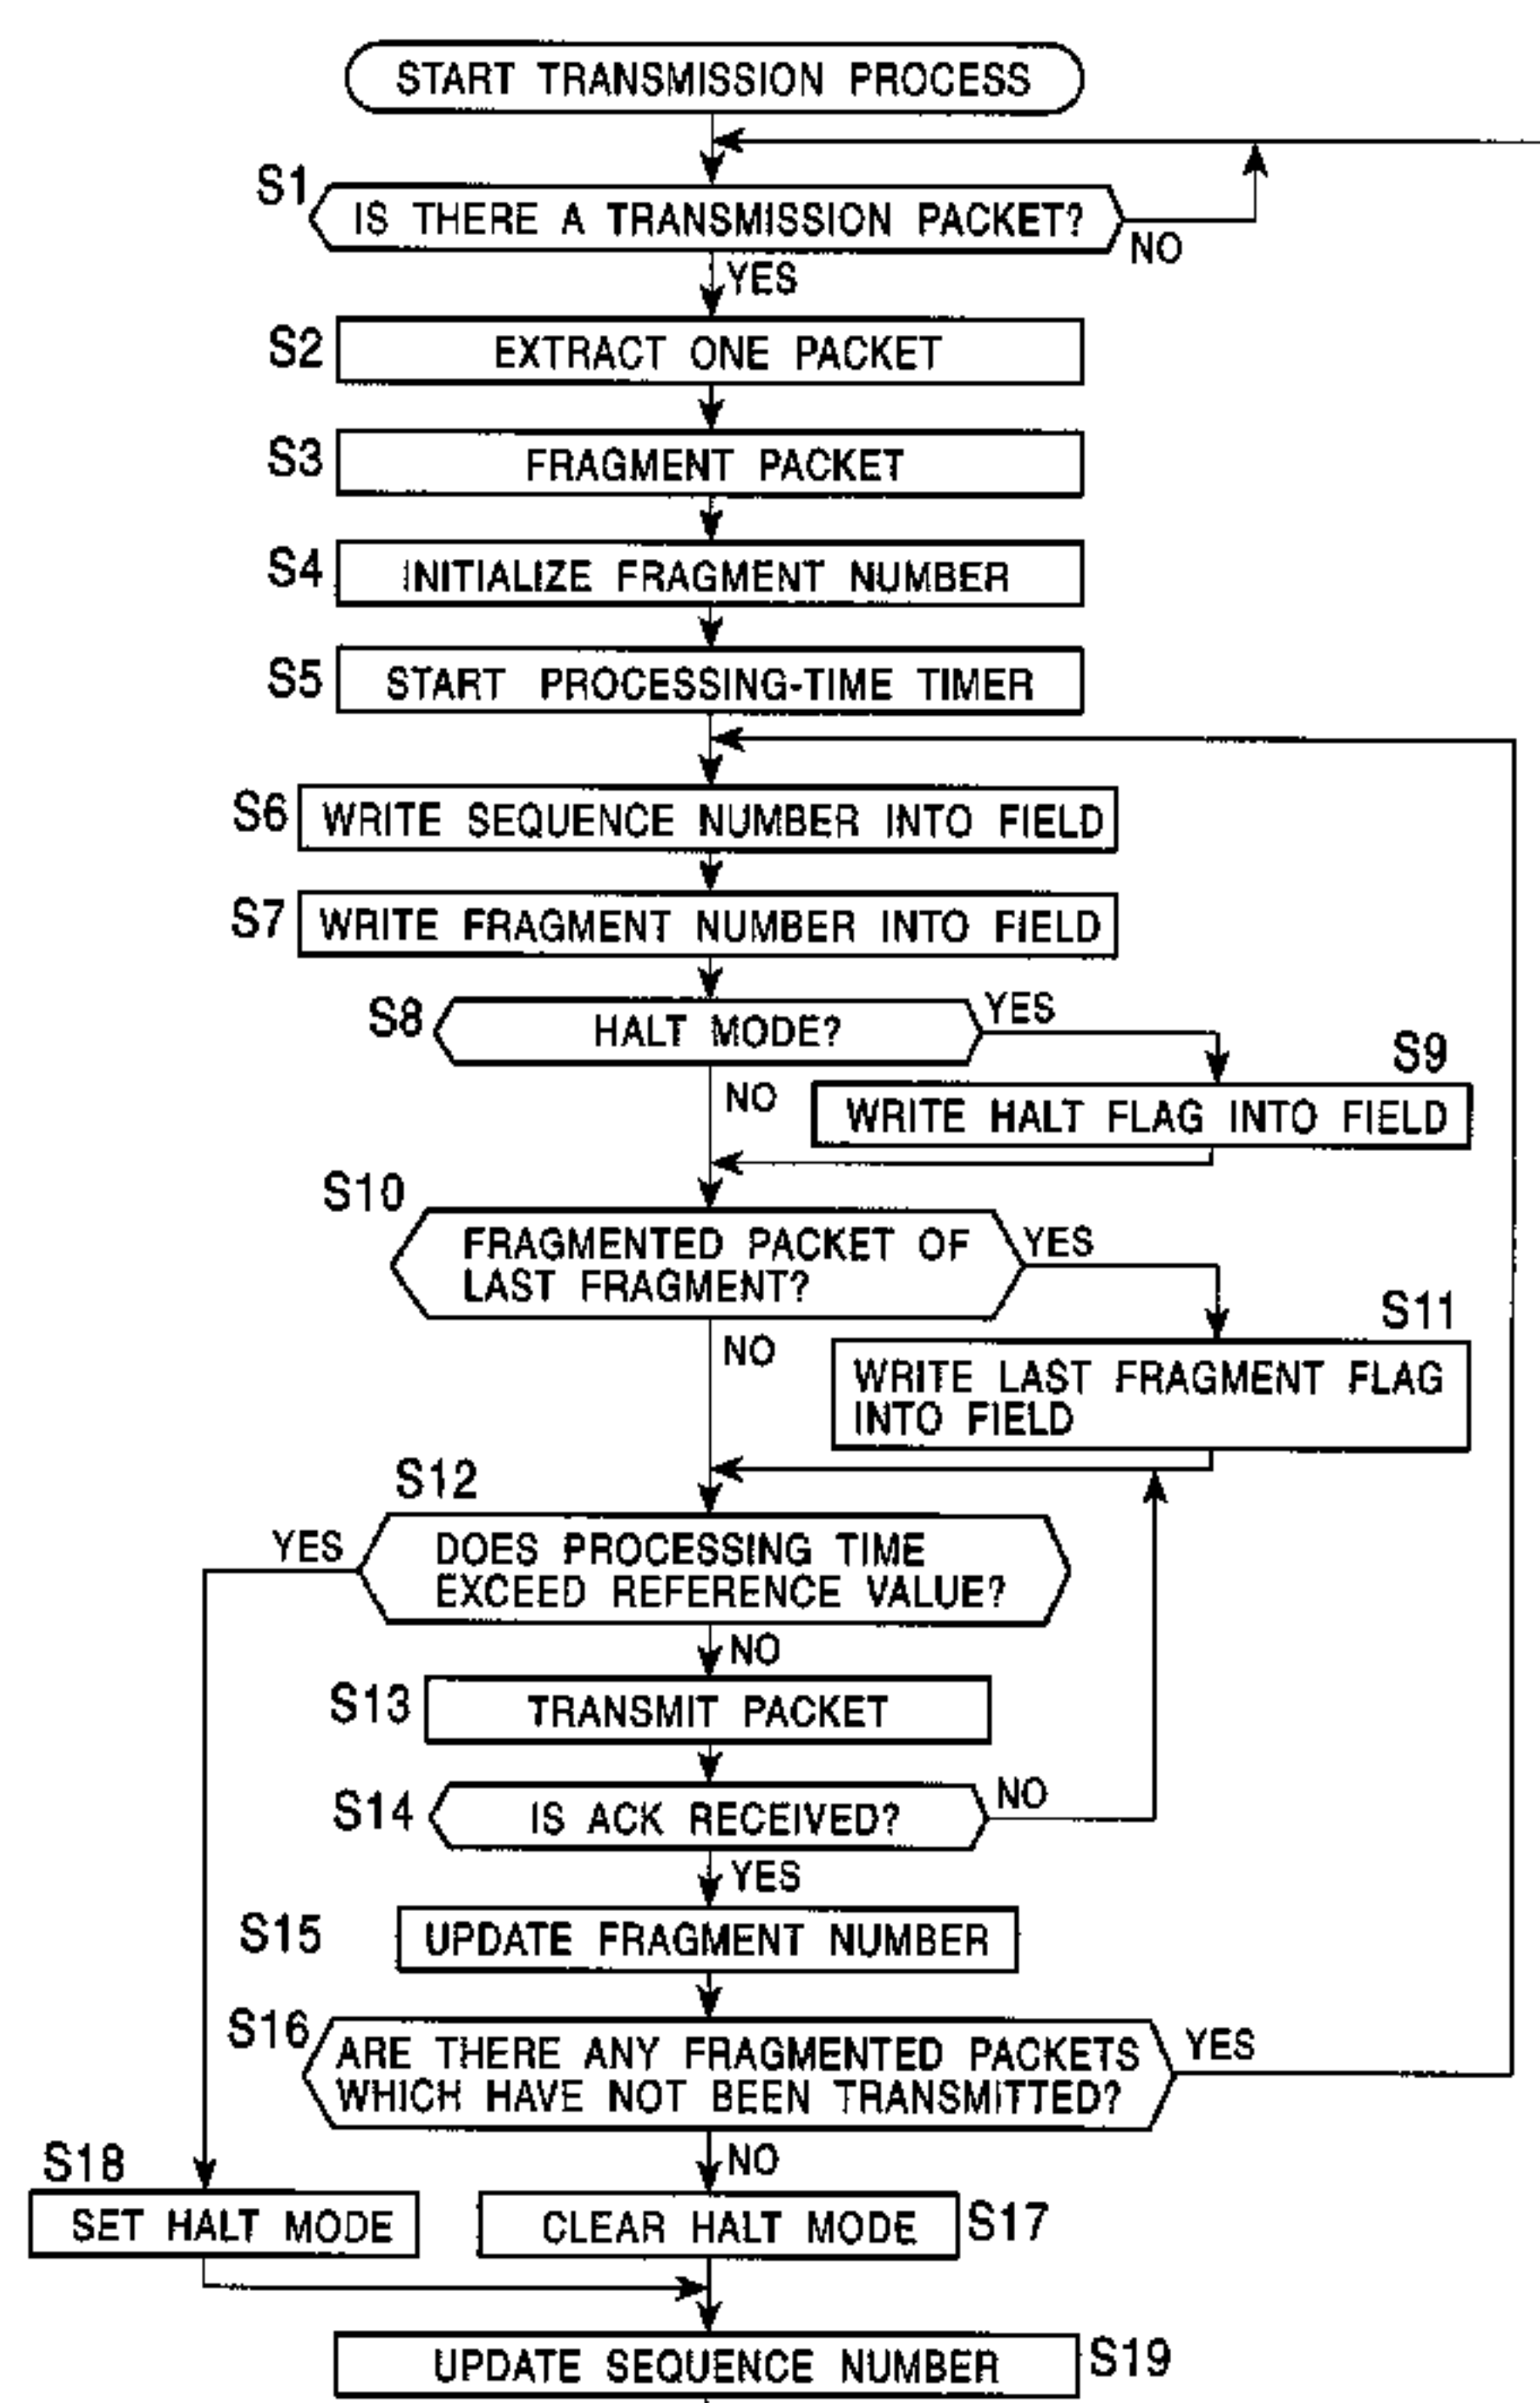 START TRANSMISSION PROCESS
S1
IS THERE A TRANSMISSION PACKET?
NO
YES
S2
EXTRACT ONE PACKET
S3
FRAGMENT PACKET
S4
INITIALIZE FRAGMENT NUMBER
S5
START PROCESSING-TIME TIMER
S6
WRITE SEQUENCE NUMBER INTO FIELD
S7
WRITE FRAGMENT NUMBER INTO FIELD
S8
HALT MODE?
YES
NO
S9
WRITE HALT FLAG INTO FIELD
S10
FRAGMENTED PACKET OF
LAST FRAGMENT?
YES
NO
S11
WRITE LAST FRAGMENT FLAG
INTO FIELD
S12
YES
DOES PROCESSING TIME
EXCEED REFERENCE VALUE?
NO
S13
TRANSMIT PACKET
S14
IS ACK RECEIVED?
NO
YES
S15
UPDATE FRAGMENT NUMBER
S16
ARE THERE ANY FRAGMENTED PACKETS
WHICH HAVE NOT BEEN TRANSMITTED?
YES
NO
S18
SET HALT MODE
CLEAR HALT MODE
S17
UPDATE SEQUENCE NUMBER
S19